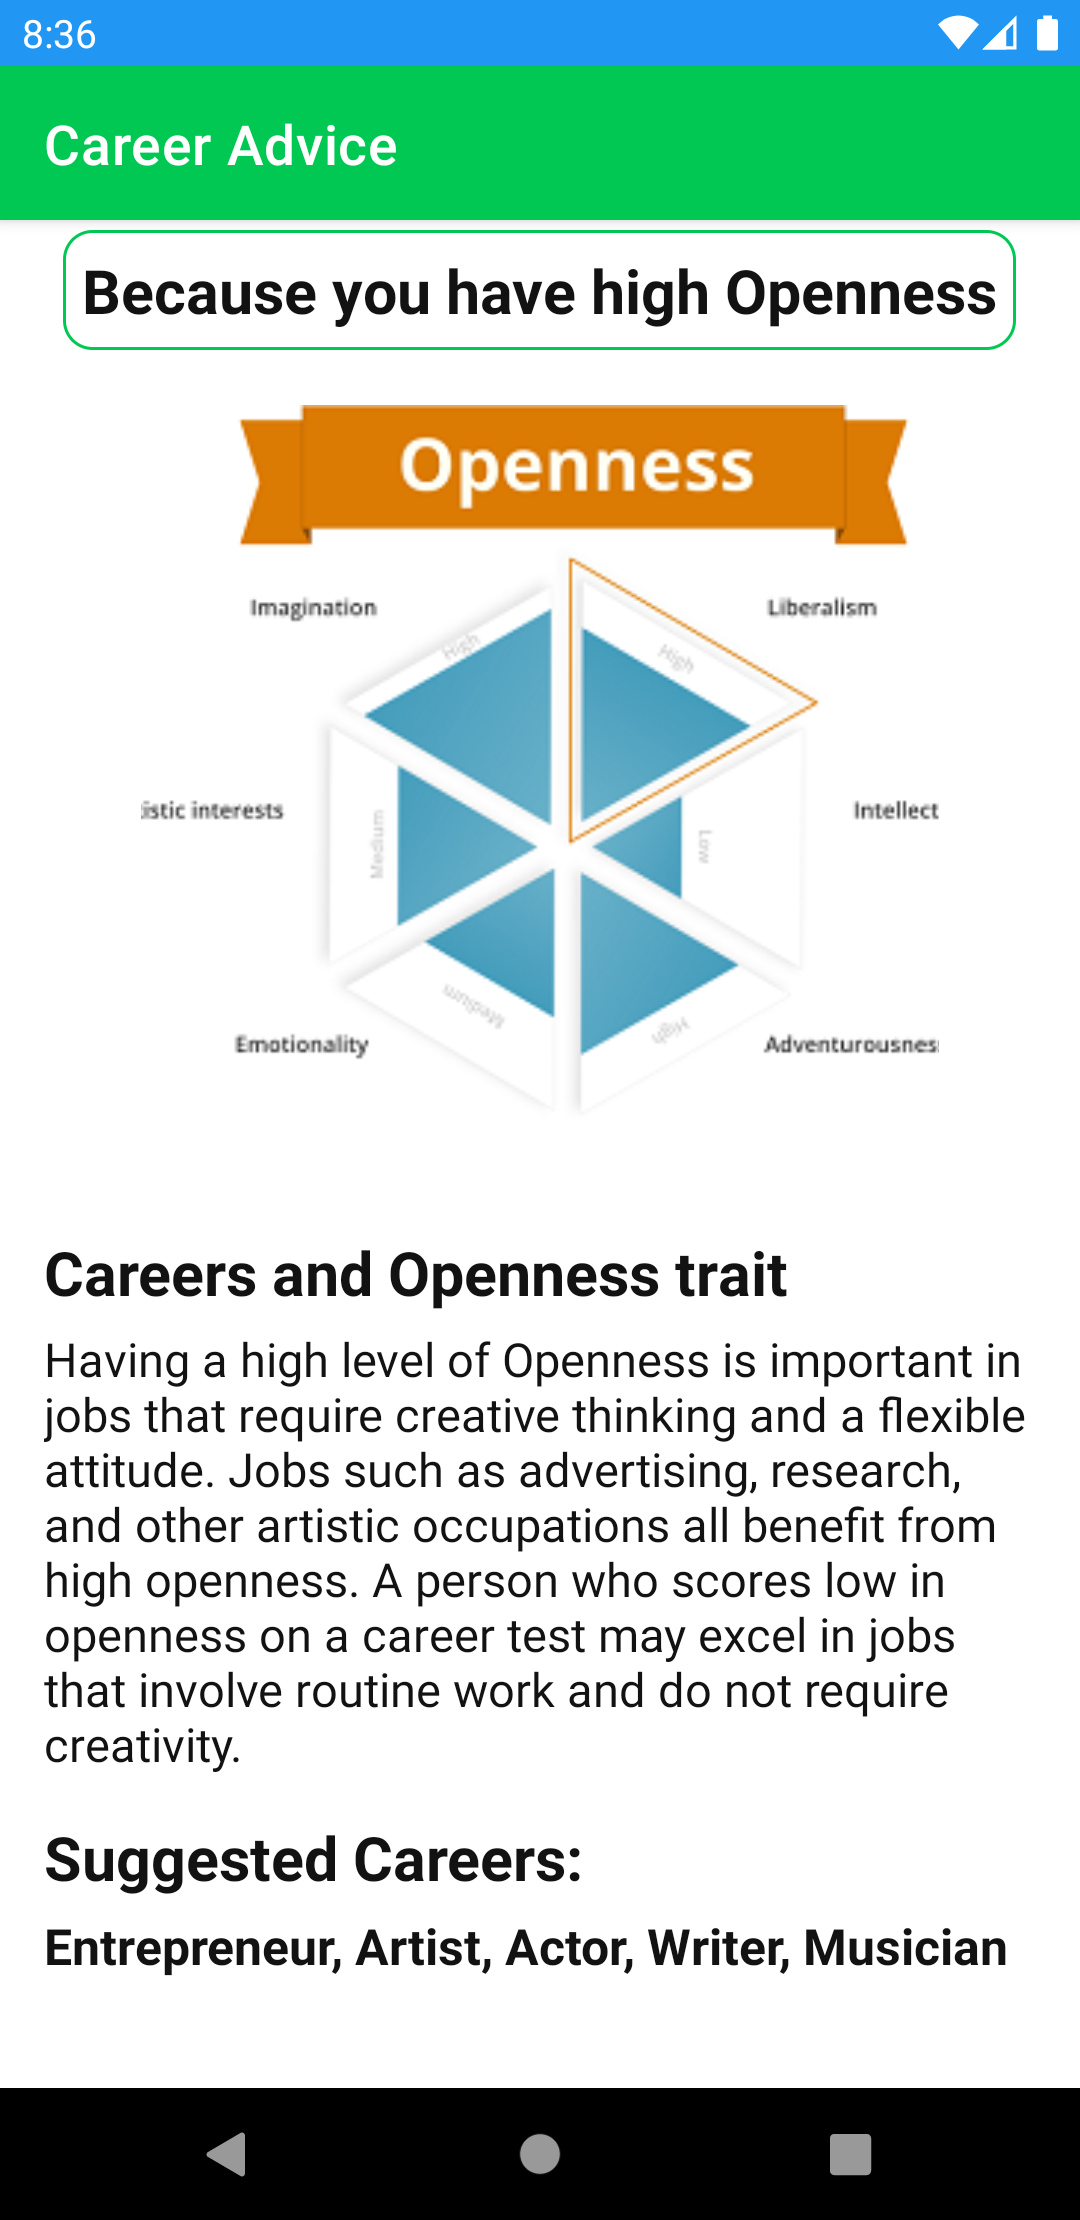 8:36
Career Advice
Because you have high Openness
Openness
Imagination
Liberalism
High
High
istic interests
Intellect
Medium
Low
Medium
High
Emotionality
Adventurousnes
Careers and Openness trait
Having a high level of Openness is important in
jobs that require creative thinking and a flexible
attitude. Jobs such as advertising, research,
and other artistic occupations all benefit from
high openness. A person who scores low in
openness on a career test may excel in jobs
that involve routine work and do not require
creativity.
Suggested Careers:
Entrepreneur, Artist, Actor, Writer, Musician